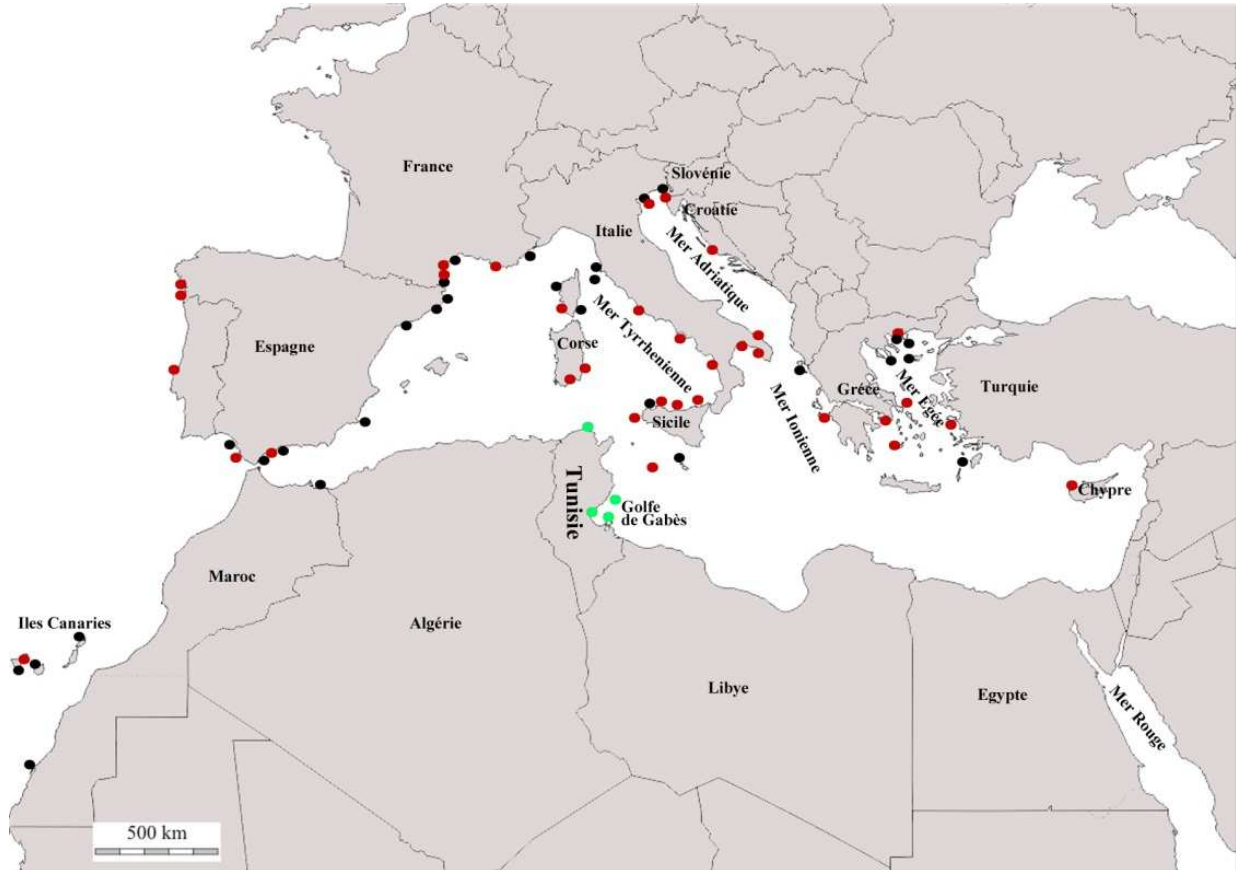 France
Slovénie
Croatie
Italie
Mer Adriatique
Mer Tyrrhenienne
Espagne
Corse
Grèce
Mer Egée
Turquie
Sicile
Mer Ionienne
Tunisie
Chypre
Golfe
de Gabès
Maroc
Iles Canaries
Algérie
Libye
Egypte
Mer Rouge
500 km